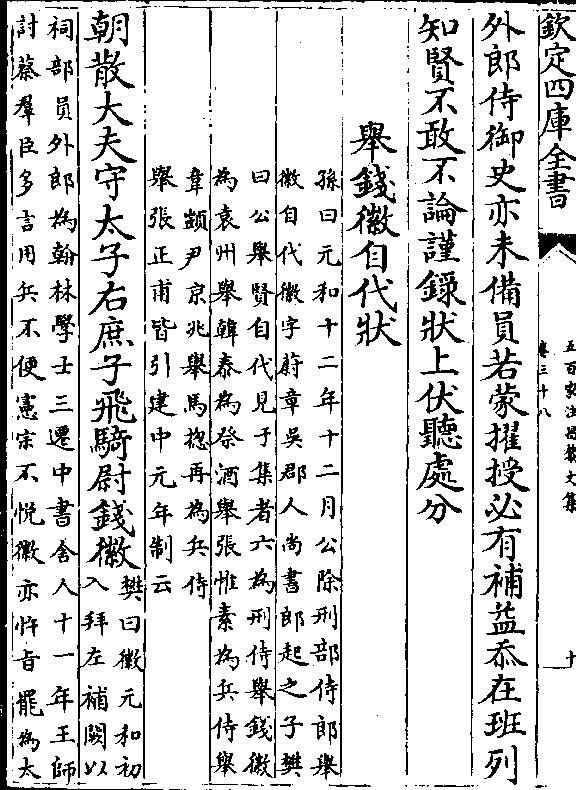 欽定四庫全書
五百家注昌黎文集
卷三十八
十
外郎侍御史亦未備員若蒙擢授必有補益忝在班列
知賢不敢不論謹錄狀上伏聽處分
舉錢徽自代狀
孫曰元和十二年十二月公除刑部侍郎舉
徽自代徽字蔚章吳郡人尚書郎起之子樊
曰公舉賢自代見于集者六為刑侍舉錢徽
為袁州舉韓泰為祭酒舉張惟素為兵侍舉
韋顗尹京兆舉馬摠再為兵侍
舉張正甫皆引建中元年制云
朝散大夫守太子右庶子飛騎尉錢徽
樊曰徽元和初
入拜左補闕以
祠部員外郎為翰林學士三遷中書舍人十一年王師
討蔡羣臣多言用兵不便憲宗不悅徽亦忤旨罷為太